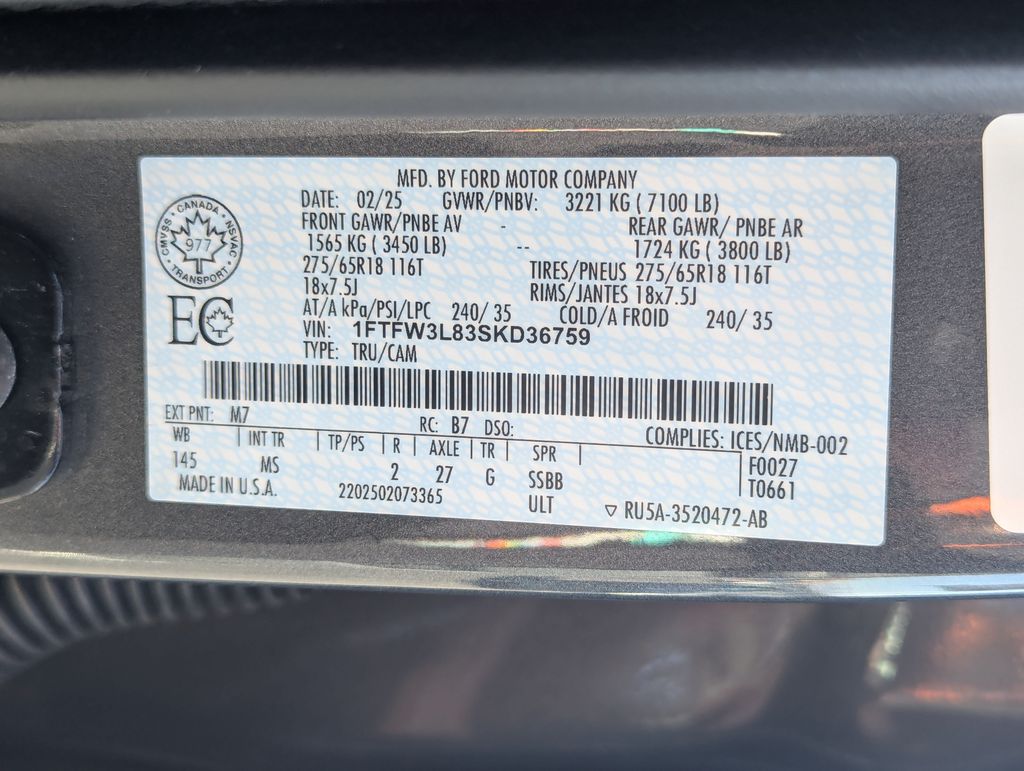 MFD. BY FORD MOTOR COMPANY
DATE: 02/25 GVWR/PNBV: 3221 KG ( 7100 LB)
FRONT GAWR/PNBE AV - REAR GAWR/ PNBE AR
1565 KG ( 3450 LB) -- 1724 KG ( 3800 LB)
275/65R18 116T TIRES/PNEUS 275/65R18 116T
18x7.5J RIMS/JANTES 18x7.5J
AT/A kPa/PSI/LPC 240/ 35 COLD/A FROID 240/ 35
VIN: 1FTFW3L83SKD36759
TYPE: TRU/CAM
CMVSS · CANADA · NSVAC
977
TRANSPORT
EC
EXT PNT: M7 RC: B7 DSO: COMPLIES: ICES/NMB-002
WB | INT TR | TP/PS | R | AXLE | TR | SPR | F0027
145 MS 2 27 G SSBB T0661
MADE IN U.S.A. 2202502073365 ULT ▽ RU5A-3520472-AB